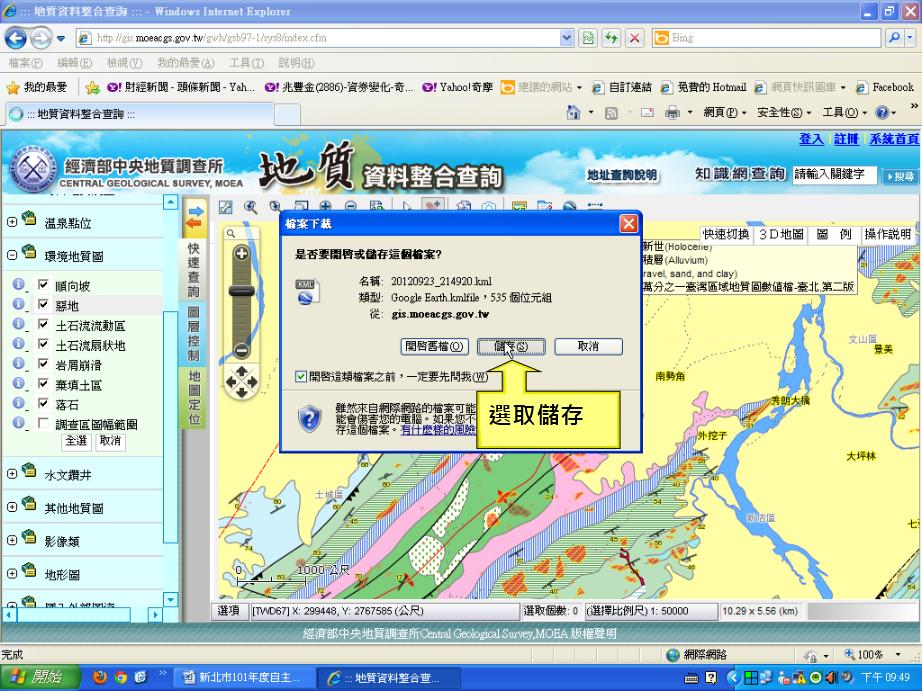 ::: 地質資料整合查詢 ::: - Windows Internet Explorer
http://gis.moeacgs.gov.tw/gwh/gsb97-1/sys8/index.cfm
Bing
檔案(F) 編輯(E) 檢視(V) 我的最愛(A) 工具(T) 說明(H)
我的最愛 財經新聞 - 頭條新聞 - Yah... 兆豐金(2886)-資券變化-奇... Yahoo!奇摩 建議的網站 自訂連結 免費的 Hotmail 網頁快訊圖庫 Facebook
::: 地質資料整合查詢 :::
網頁(P) 安全性(S) 工具(O)
登入 註冊 系統首頁
經濟部中央地質調查所
CENTRAL GEOLOGICAL SURVEY, MOEA
地質資料整合查詢
地址查詢說明 知識網查詢 請輸入關鍵字 搜尋
溫泉點位
環境地質圖
順向坡
惡地
土石流流動區
土石流扇狀地
岩屑崩滑
棄填土區
落石
調查區圖幅範圍
全選 取消
水文鑽井
其他地質圖
影像類
地形圖
快速查詢
圖層控制
地圖定位
快速切換 3D地圖 圖 例 操作說明
新世(Holocene)
積層(Alluvium)
ravel, sand, and clay)
萬分之一臺灣區域地質圖數值檔-臺北_第二版
檔案下載
是否要開啟或儲存這個檔案?
名稱: 20120923_214920.kml
類型: Google Earth.kmlfile,535 個位元組
從: gis.moeacgs.gov.tw
開啟舊檔(O) 儲存(S) 取消
開啟這類檔案之前,一定要先問我(W)
雖然來自網際網路的檔案可能
能會傷害您的電腦。如果您不
存這個檔案。有什麼樣的風險
選取儲存
文山區
景美
南勢角
秀朗大橋
外挖子
大坪林
土城區
新店區
七
0 1000 公尺
選項 [TWD67] X: 299448, Y: 2767585 (公尺) 選取個數: 0 (選擇比例尺) 1: 50000 10.29 x 5.56 (km)
經濟部中央地質調查所Central Geological Survey,MOEA 版權聲明
完成 網際網路 100%
開始 新北市101年度自主... ::: 地質資料整合查... 下午 09:49